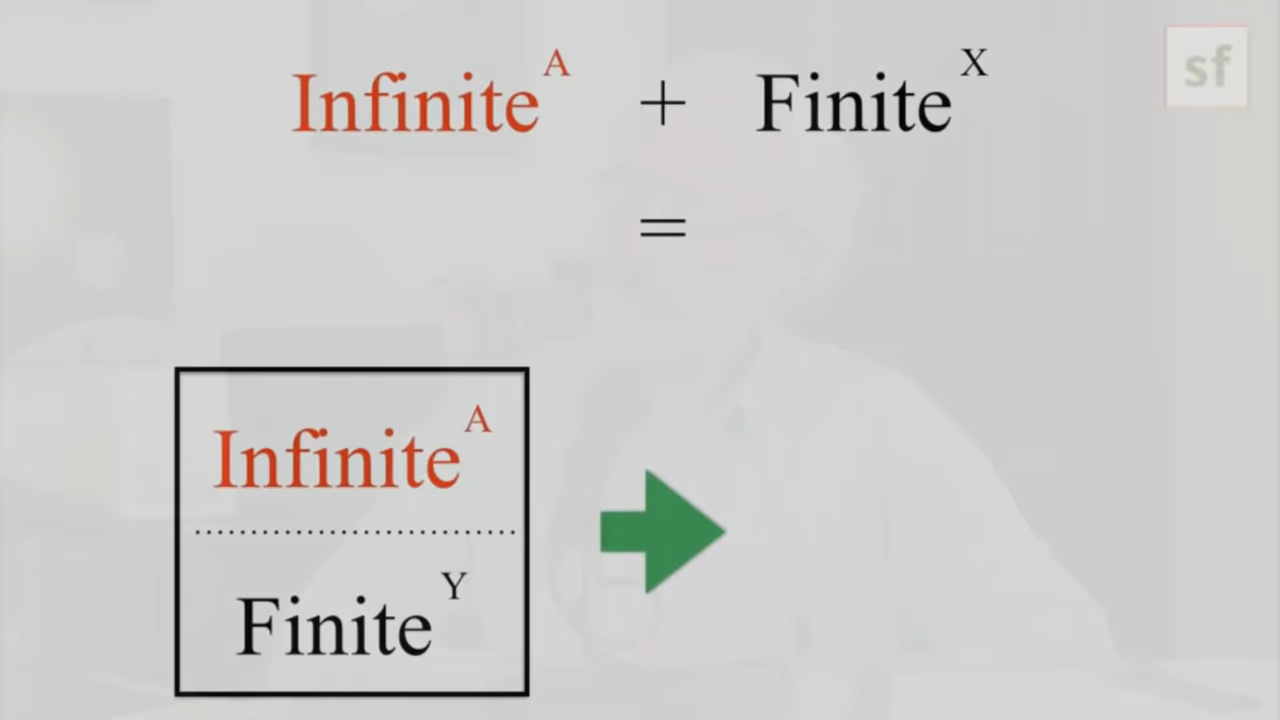 Infinite^A + Finite^X
sf
=
Infinite^A
Finite^Y